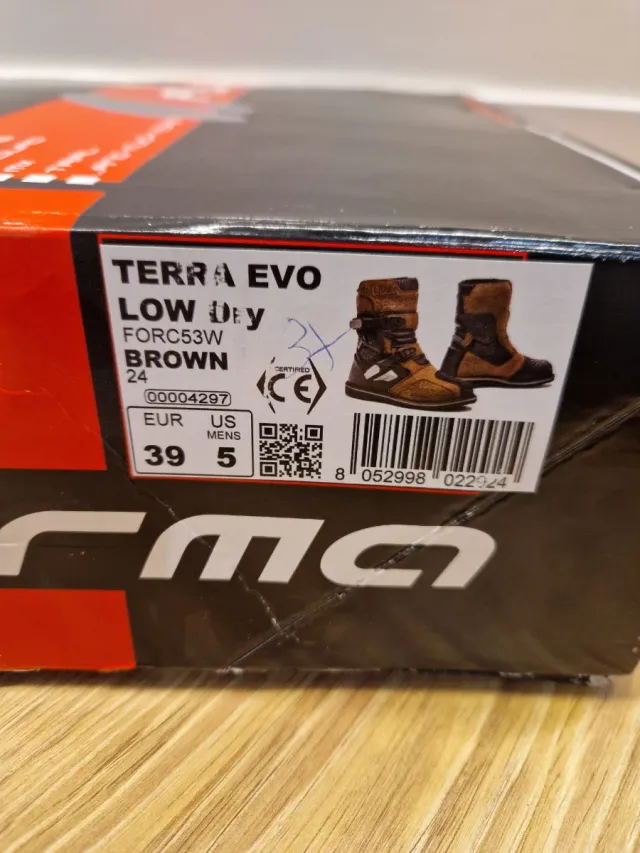 TERRA EVO
LOW Dry
FORC53W
BROWN
24
00004297
3X
CERTIFIED
CE
EUR US
MENS
39 5
8 052998 022924
rma